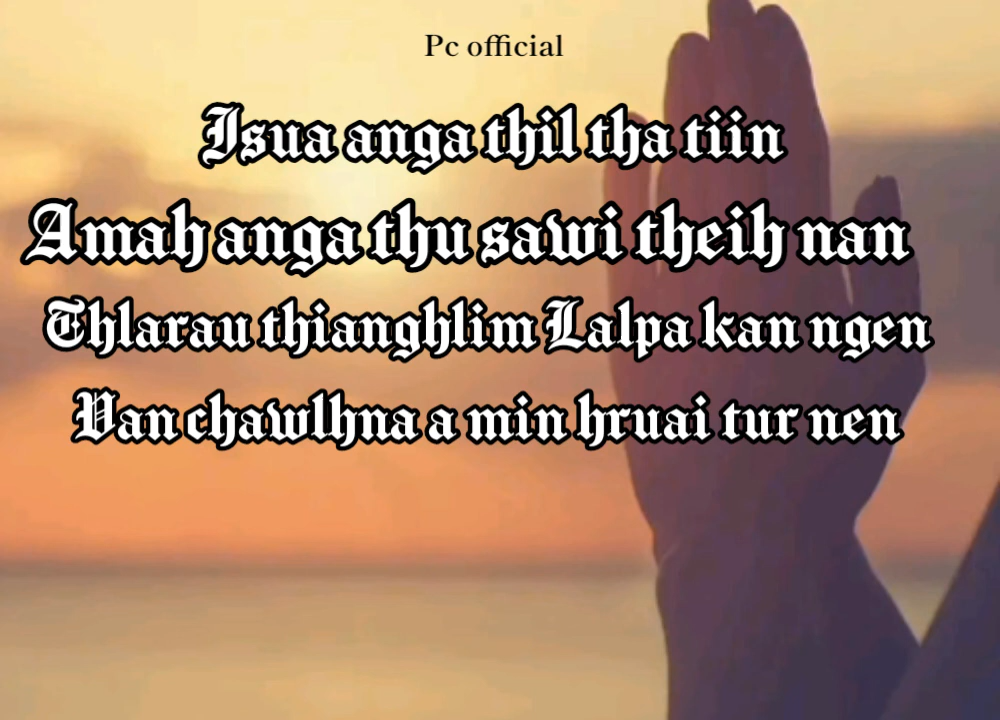 Pc official
Isua anga thil tha tiin
Amah anga thu sawi theih nan
Thlarau thianghlim Lalpa kan ngen
Van chawlhna a min hruai tur nen